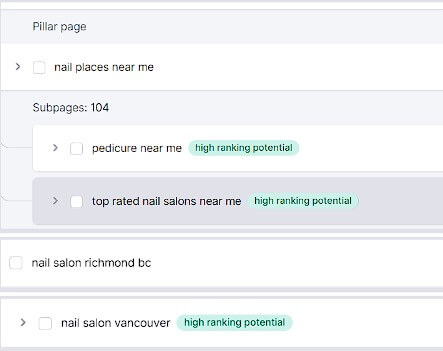 Pillar page
nail places near me
Subpages: 104
pedicure near me high ranking potential
top rated nail salons near me high ranking potential
nail salon richmond bc
nail salon vancouver high ranking potential